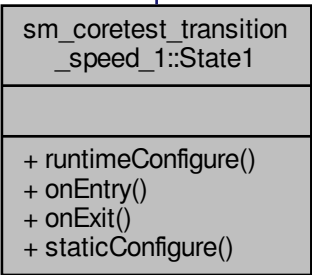 sm_coretest_transition
_speed_1::State1
+ runtimeConfigure()
+ onEntry()
+ onExit()
+ staticConfigure()